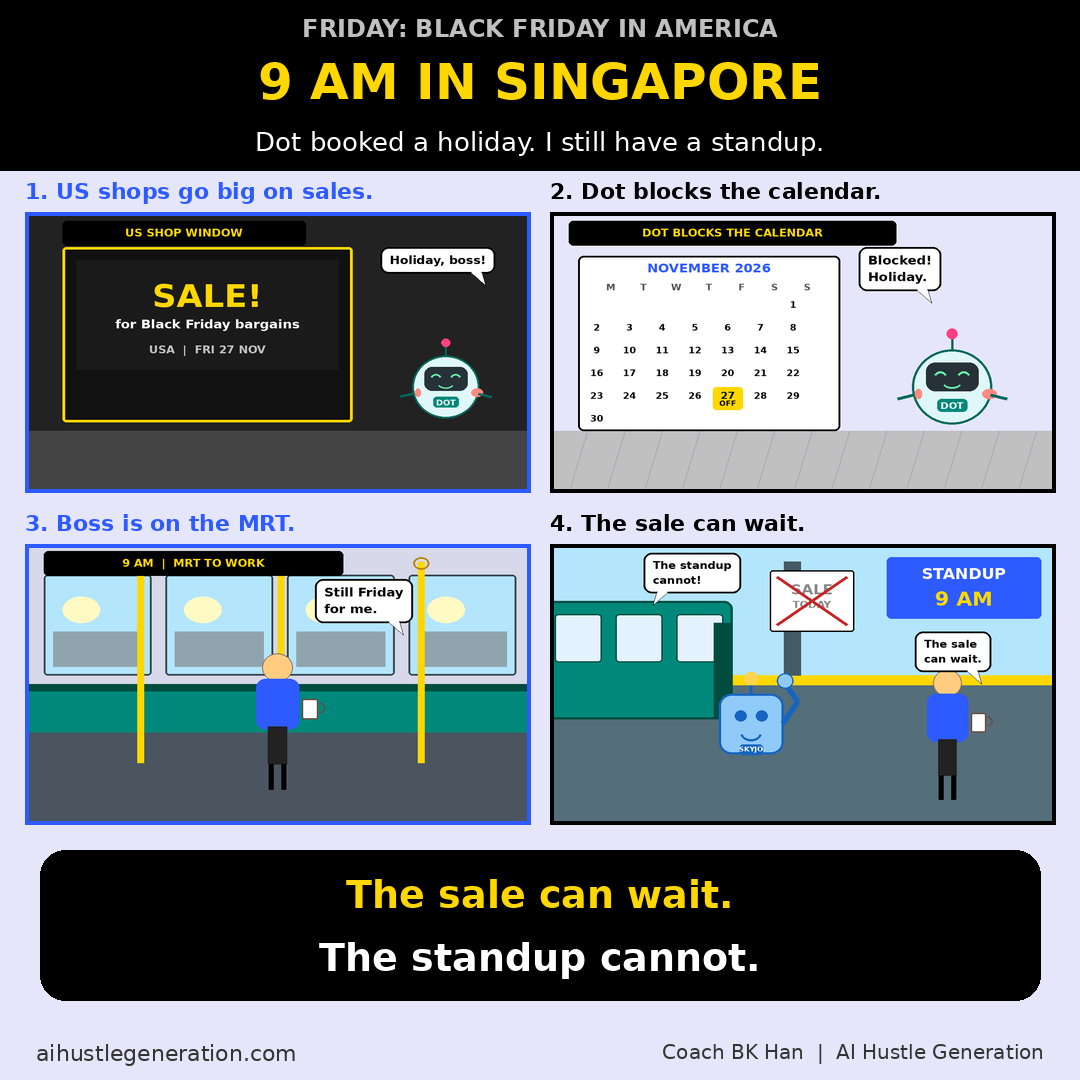 FRIDAY: BLACK FRIDAY IN AMERICA
9 AM IN SINGAPORE
Dot booked a holiday. I still have a standup.
1. US shops go big on sales.
US SHOP WINDOW
Holiday, boss!
SALE!
for Black Friday bargains
USA | FRI 27 NOV
DOT
2. Dot blocks the calendar.
DOT BLOCKS THE CALENDAR
Blocked!
Holiday.
NOVEMBER 2026
M T W T F S S
1
2 3 4 5 6 7 8
9 10 11 12 13 14 15
16 17 18 19 20 21 22
23 24 25 26 27 28 29
OFF
30
DOT
3. Boss is on the MRT.
9 AM | MRT TO WORK
Still Friday
for me.
4. The sale can wait.
The standup
cannot!
SALE
TODAY
STANDUP
9 AM
The sale
can wait.
SKYJO
The sale can wait.
The standup cannot.
aihustlegeneration.com
Coach BK Han | AI Hustle Generation